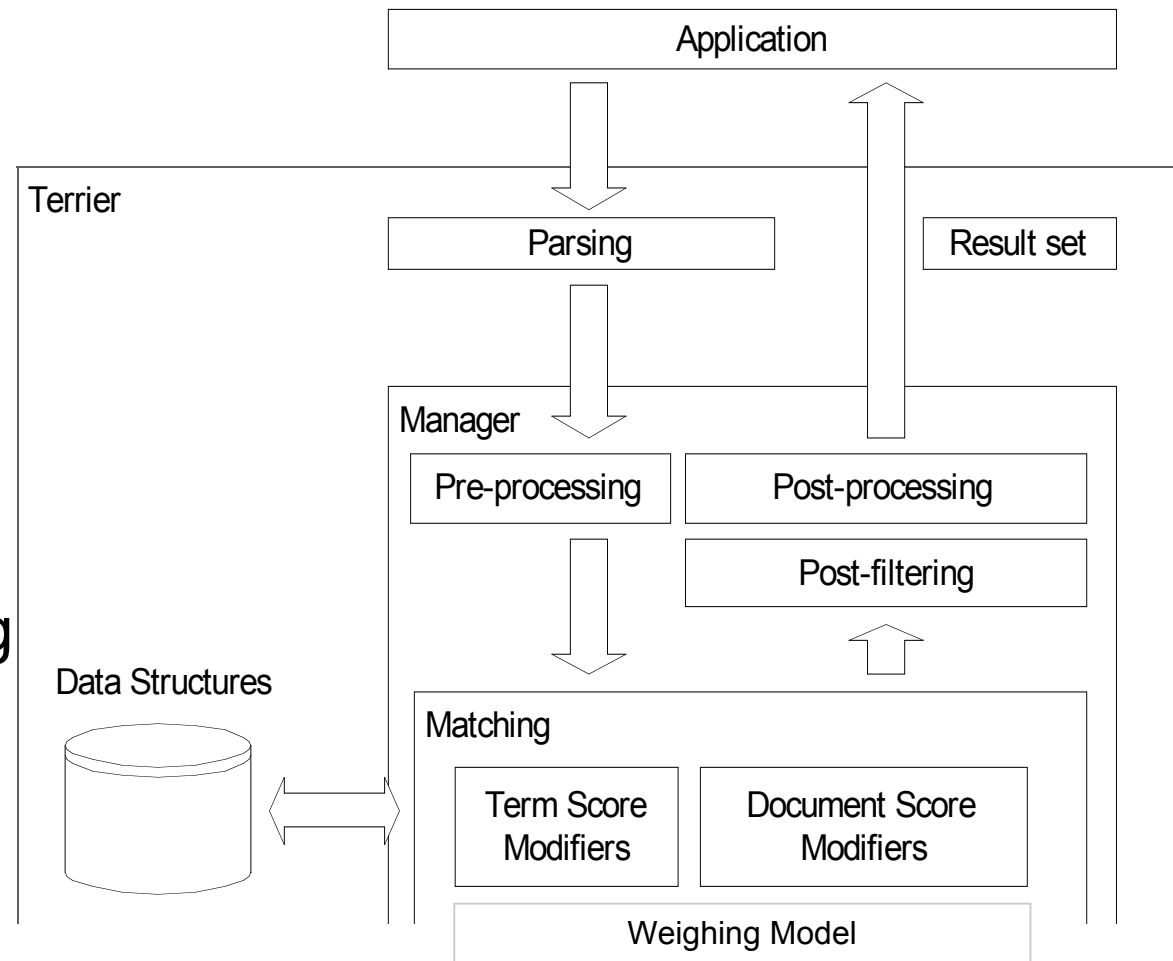 Application
Terrier
Parsing
Result set
Manager
Pre-processing
Post-processing
Post-filtering
g
Data Structures
Matching
Term Score
Modifiers
Document Score
Modifiers
Weighing Model